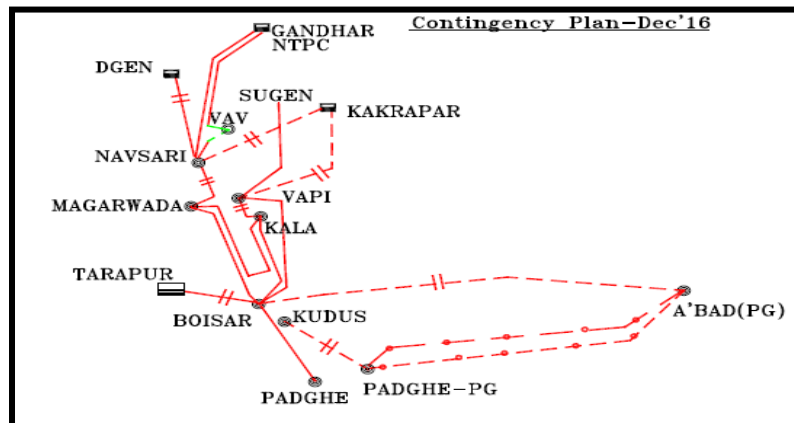 Contingency Plan-Dec'16
GANDHAR
NTPC
DGEN
SUGEN
KAKRAPAR
VAV
NAVSARI
VAPI
MAGARWADA
KALA
TARAPUR
A'BAD(PG)
BOISAR
KUDUS
PADGHE
PADGHE-PG